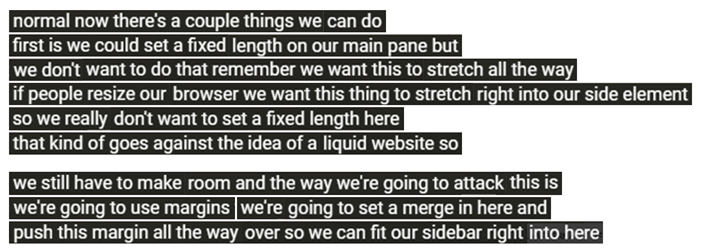 normal now there's a couple things we can do
first is we could set a fixed length on our main pane but
we don't want to do that remember we want this to stretch all the way
if people resize our browser we want this thing to stretch right into our side element
so we really don't want to set a fixed length here
that kind of goes against the idea of a liquid website so
we still have to make room and the way we're going to attack this is
we're going to use margins we're going to set a merge in here and
push this margin all the way over so we can fit our sidebar right into here